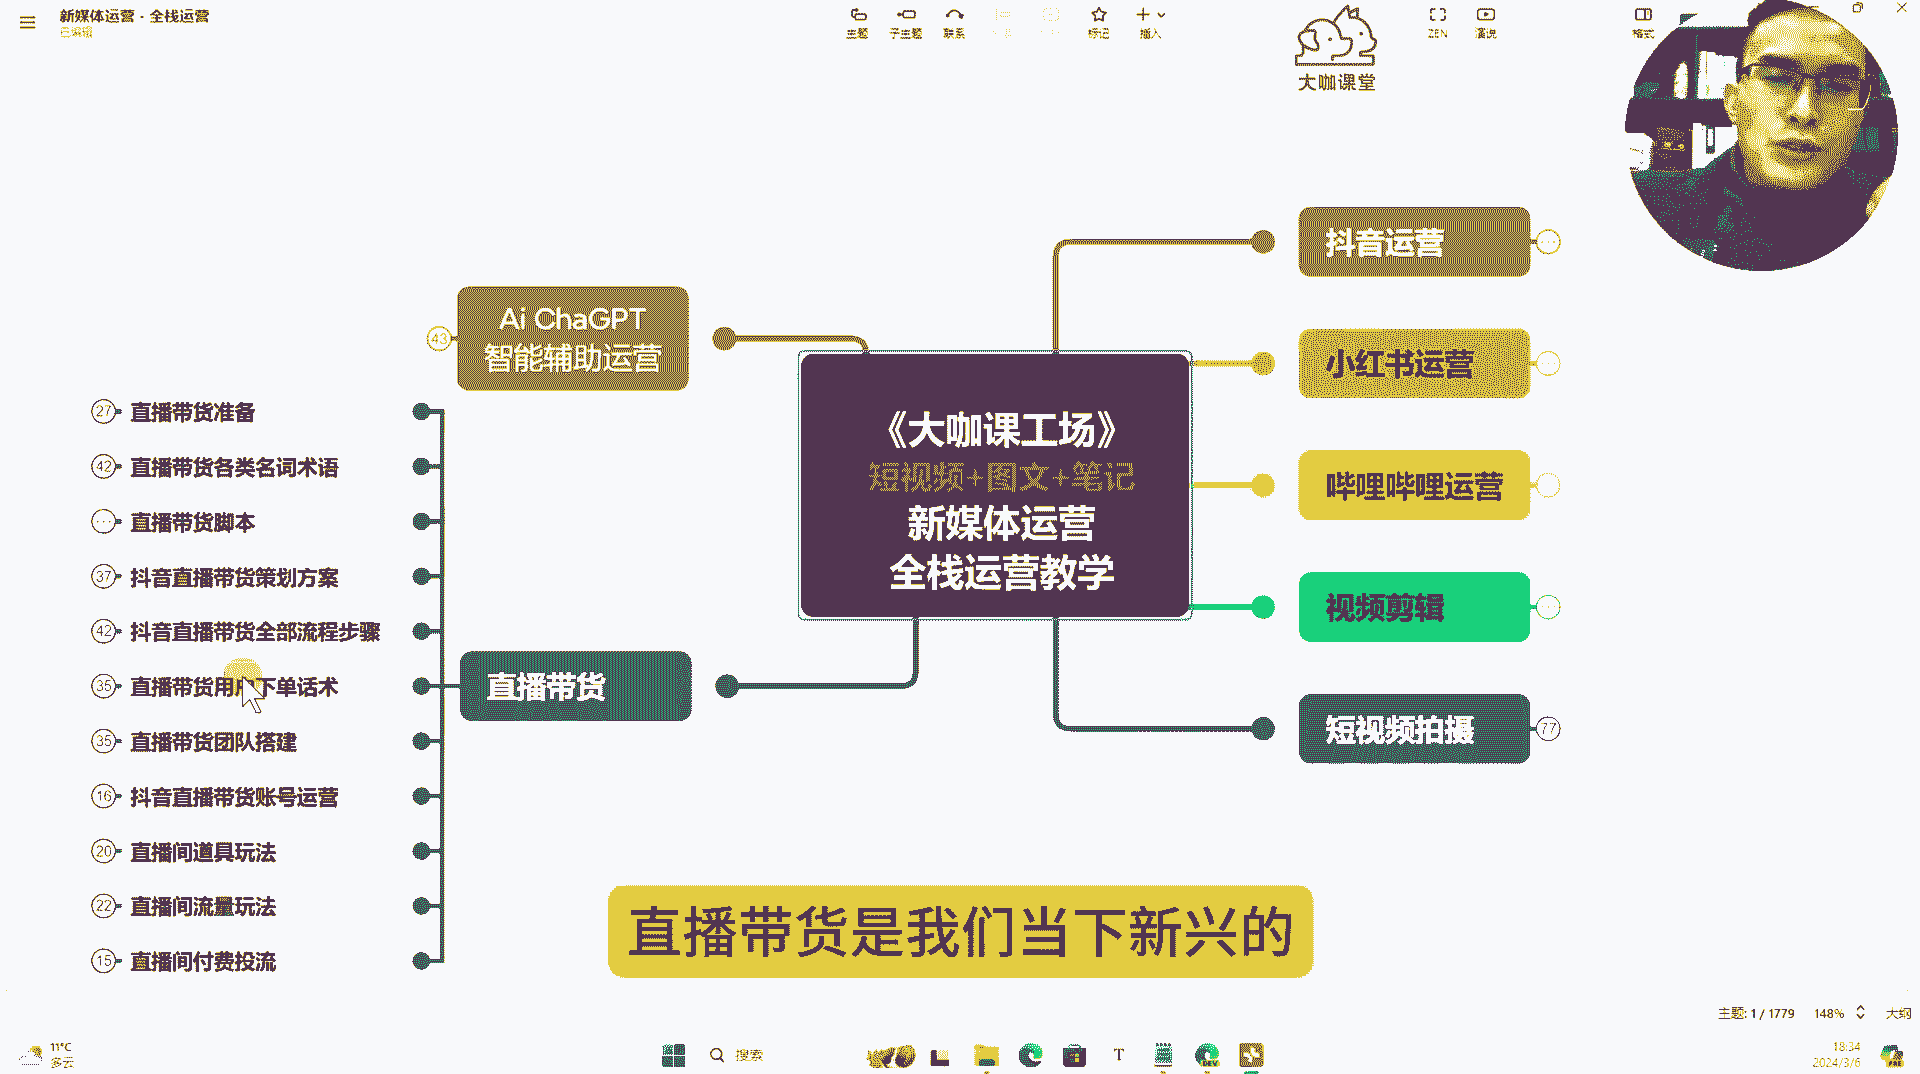 新媒体运营 - 全栈运营
已编辑
主题
子主题
联系
标记
插入
ZEN
演说
格式
大咖课堂
Ai ChaGPT
智能辅助运营
43
27
直播带货准备
42
直播带货各类名词术语
直播带货脚本
37
抖音直播带货策划方案
42
抖音直播带货全部流程步骤
35
直播带货用户下单话术
35
直播带货团队搭建
16
抖音直播带货账号运营
20
直播间道具玩法
22
直播间流量玩法
15
直播间付费投流
直播带货
《大咖课工场》
短视频+图文+笔记
新媒体运营
全栈运营教学
抖音运营
小红书运营
哔哩哔哩运营
视频剪辑
短视频拍摄
77
直播带货是我们当下新兴的
主题: 1 / 1779
148%
大纲
11°C
多云
搜索
18:34
2024/3/6